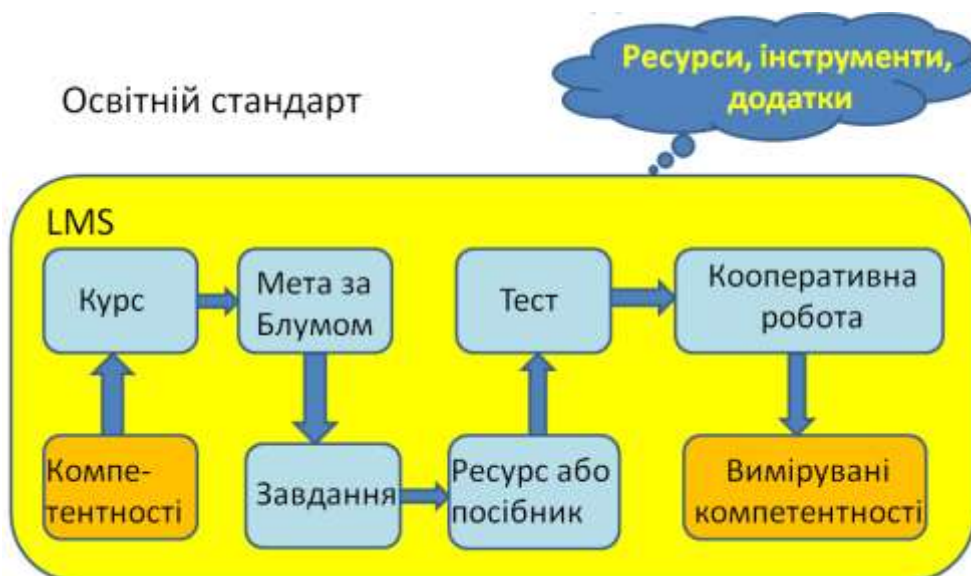 Ресурси, інструменти,
додатки
Освітній стандарт
LMS
Курс
Мета за
Блумом
Тест
Кооперативна
робота
Компе-
тентності
Завдання
Ресурс або
посібник
Вимірувані
компетентності